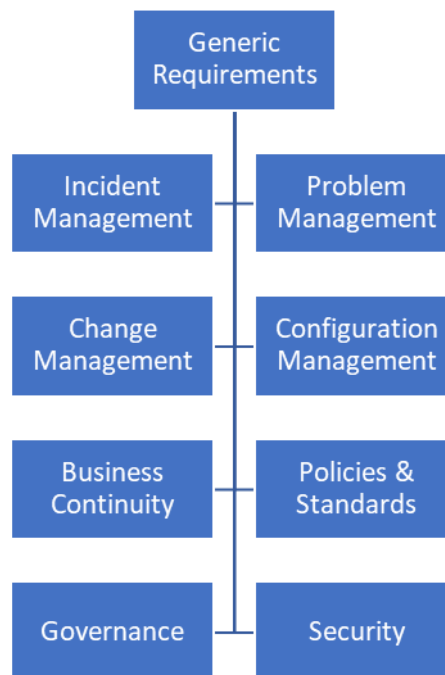 Generic
Requirements
Incident
Management
Problem
Management
Change
Management
Configuration
Management
Business
Continuity
Policies &
Standards
Governance
Security